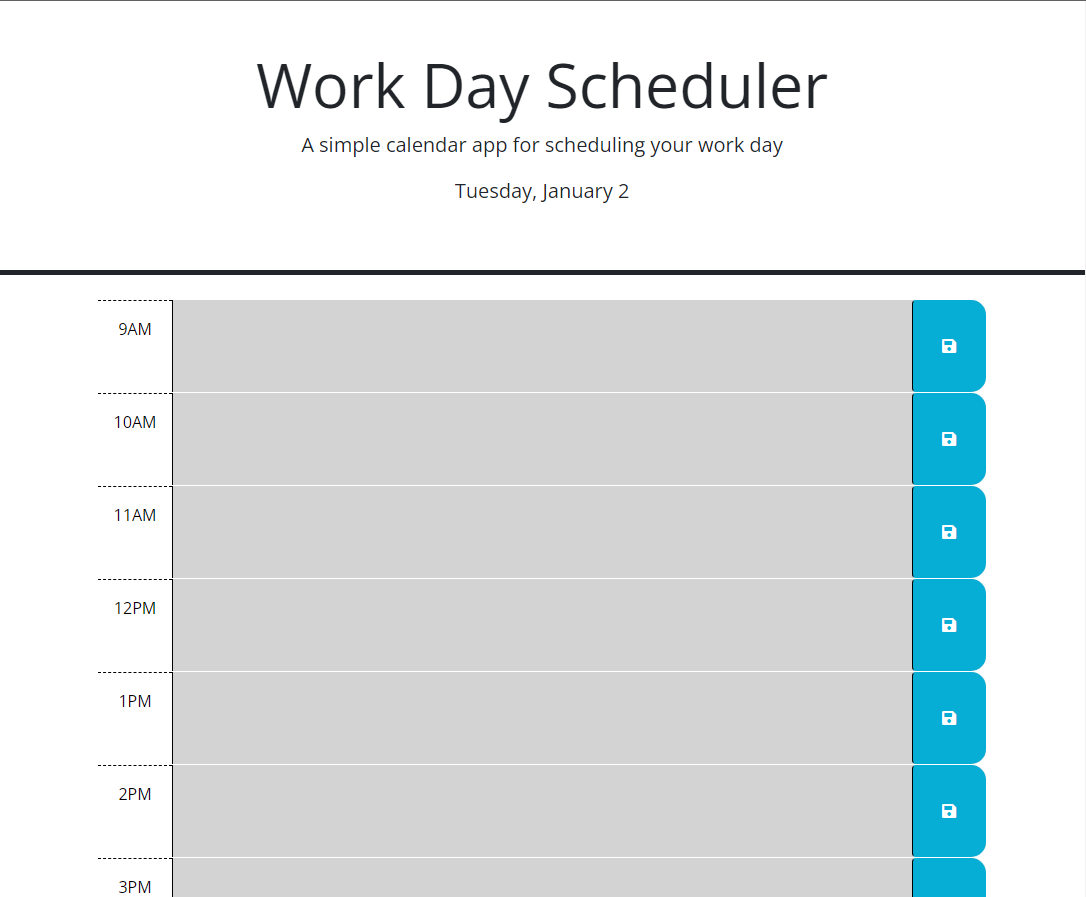 Work Day Scheduler
A simple calendar app for scheduling your work day
Tuesday, January 2
9AM
10AM
11AM
12PM
1PM
2PM
3PM